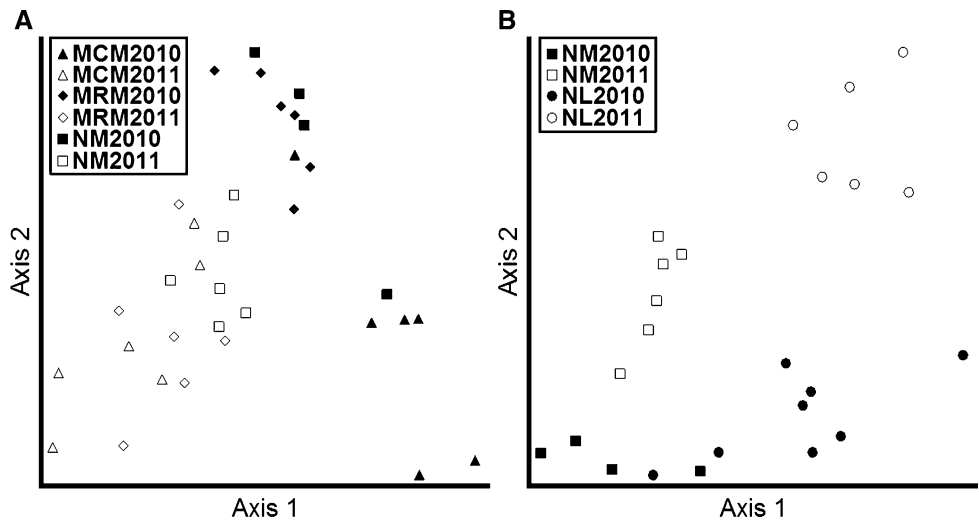 A
MCM2010
MCM2011
MRM2010
MRM2011
NM2010
NM2011
Axis 2
Axis 1
B
NM2010
NM2011
NL2010
NL2011
Axis 2
Axis 1